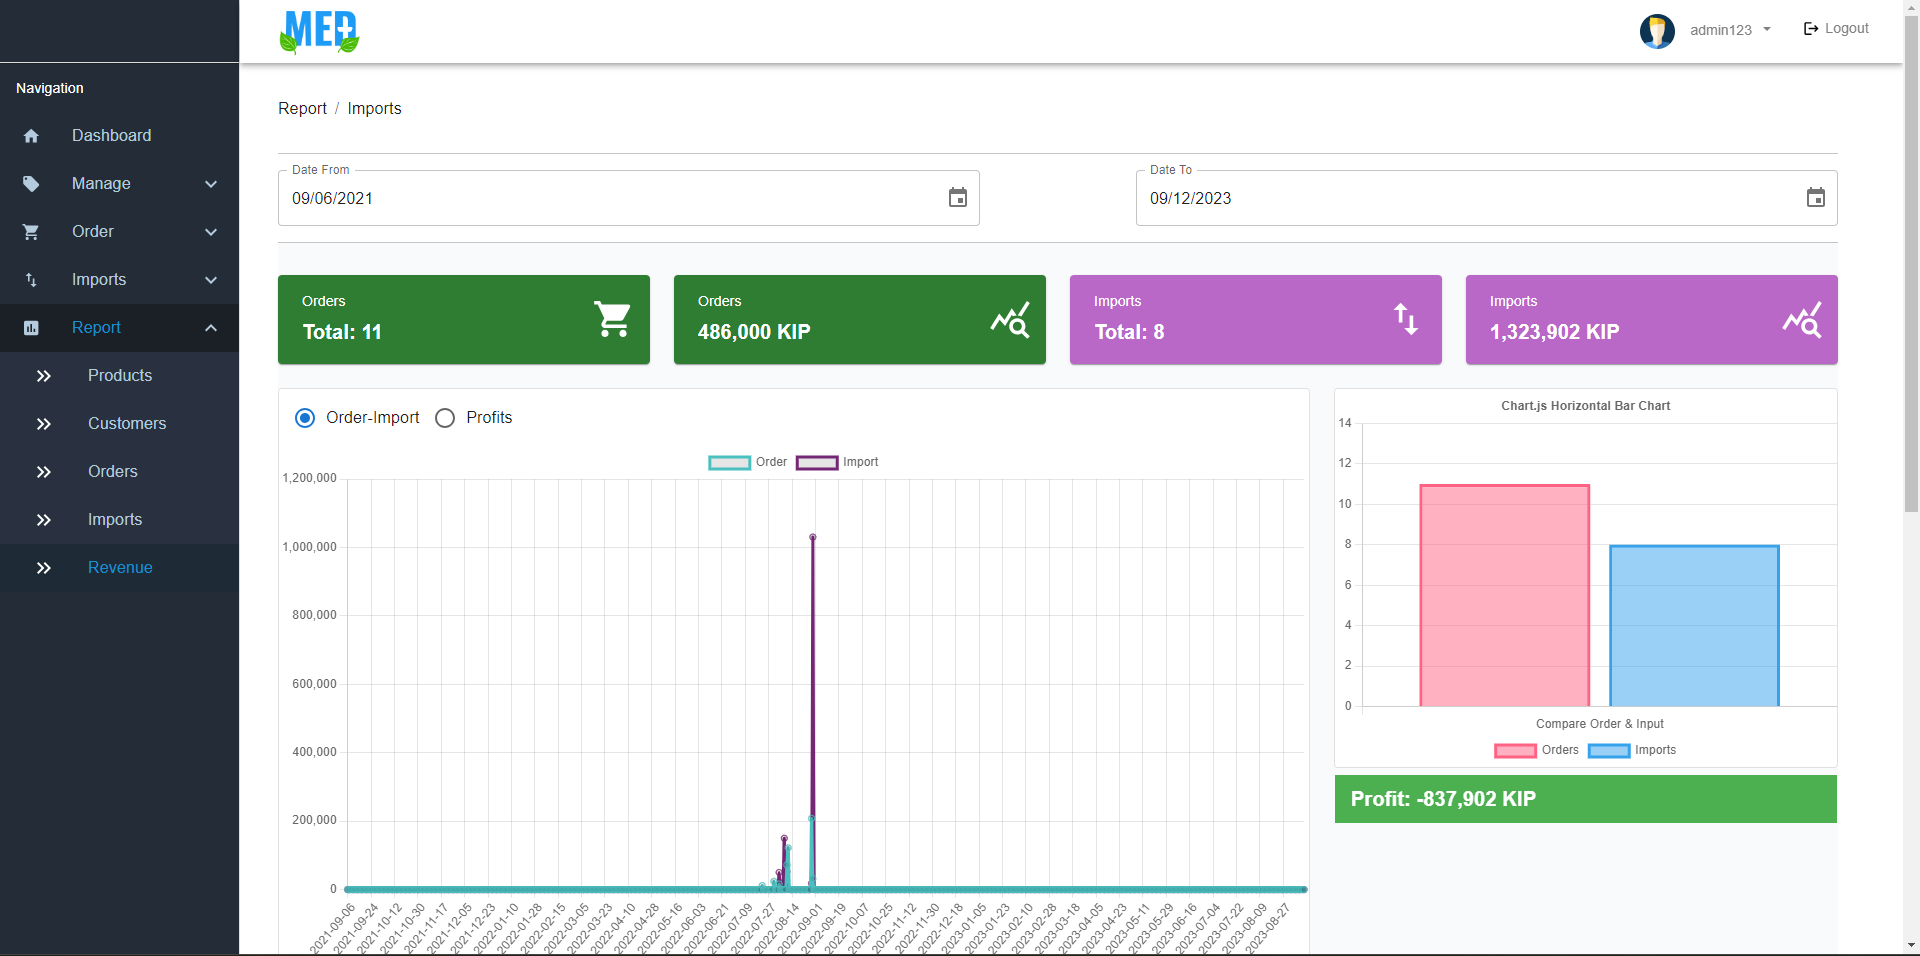 MED
admin123
Logout
Navigation
Dashboard
Manage
Order
Imports
Report
Products
Customers
Orders
Imports
Revenue
Report / Imports
Date From
09/06/2021
Date To
09/12/2023
Orders
Total: 11
Orders
486,000 KIP
Imports
Total: 8
Imports
1,323,902 KIP
Order-Import
Profits
Order
Import
1,200,000
1,000,000
800,000
600,000
400,000
200,000
0
2021-09-06
2021-09-24
2021-10-12
2021-10-30
2021-11-17
2021-12-05
2021-12-23
2022-01-10
2022-01-28
2022-02-15
2022-03-05
2022-03-23
2022-04-10
2022-04-28
2022-05-16
2022-06-03
2022-06-21
2022-07-09
2022-07-27
2022-08-14
2022-09-01
2022-09-19
2022-10-07
2022-10-25
2022-11-12
2022-11-30
2022-12-18
2023-01-05
2023-01-23
2023-02-10
2023-02-28
2023-03-18
2023-04-05
2023-04-23
2023-05-11
2023-05-29
2023-06-16
2023-07-04
2023-07-22
2023-08-09
2023-08-27
Chart.js Horizontal Bar Chart
14
12
10
8
6
4
2
0
Compare Order & Input
Orders
Imports
Profit: -837,902 KIP